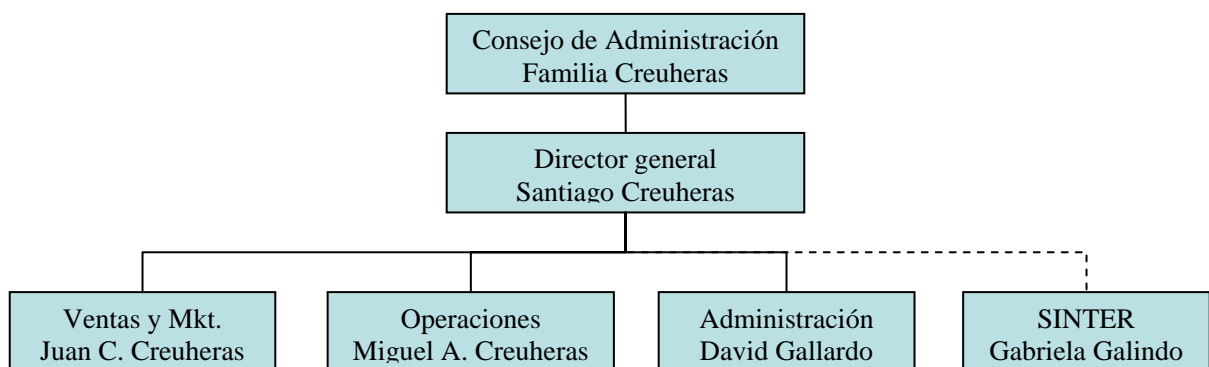 Consejo de Administración
Familia Creuheras
Director general
Santiago Creuheras
Ventas y Mkt.
Juan C. Creuheras
Operaciones
Miguel A. Creuheras
Administración
David Gallardo
SINTER
Gabriela Galindo